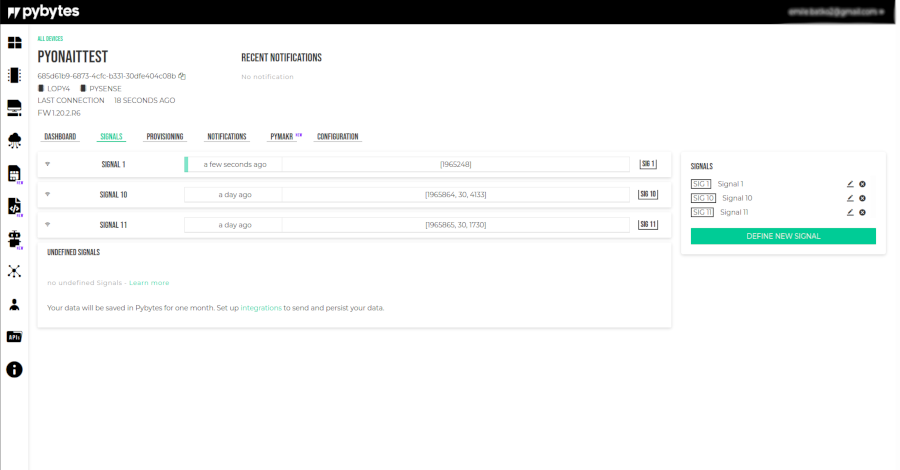 pybytes
ALL DEVICES
PYONAITTEST
685d61b9-6873-4cfc-b331-30dfe404c08b
LOPY4 PYSENSE
LAST CONNECTION 18 SECONDS AGO
FW 1.20.2.R6
RECENT NOTIFICATIONS
No notification
DASHBOARD SIGNALS PROVISIONING NOTIFICATIONS PYMAKR NEW CONFIGURATION
SIGNAL 1 a few seconds ago [1965248] SIG 1
SIGNAL 10 a day ago [1965864, 30, 4133] SIG 10
SIGNAL 11 a day ago [1965865, 30, 1730] SIG 11
UNDEFINED SIGNALS
no undefined Signals - Learn more
Your data will be saved in Pybytes for one month. Set up integrations to send and persist your data.
SIGNALS
SIG 1 Signal 1
SIG 10 Signal 10
SIG 11 Signal 11
DEFINE NEW SIGNAL
NEW
NEW
NEW
APIs